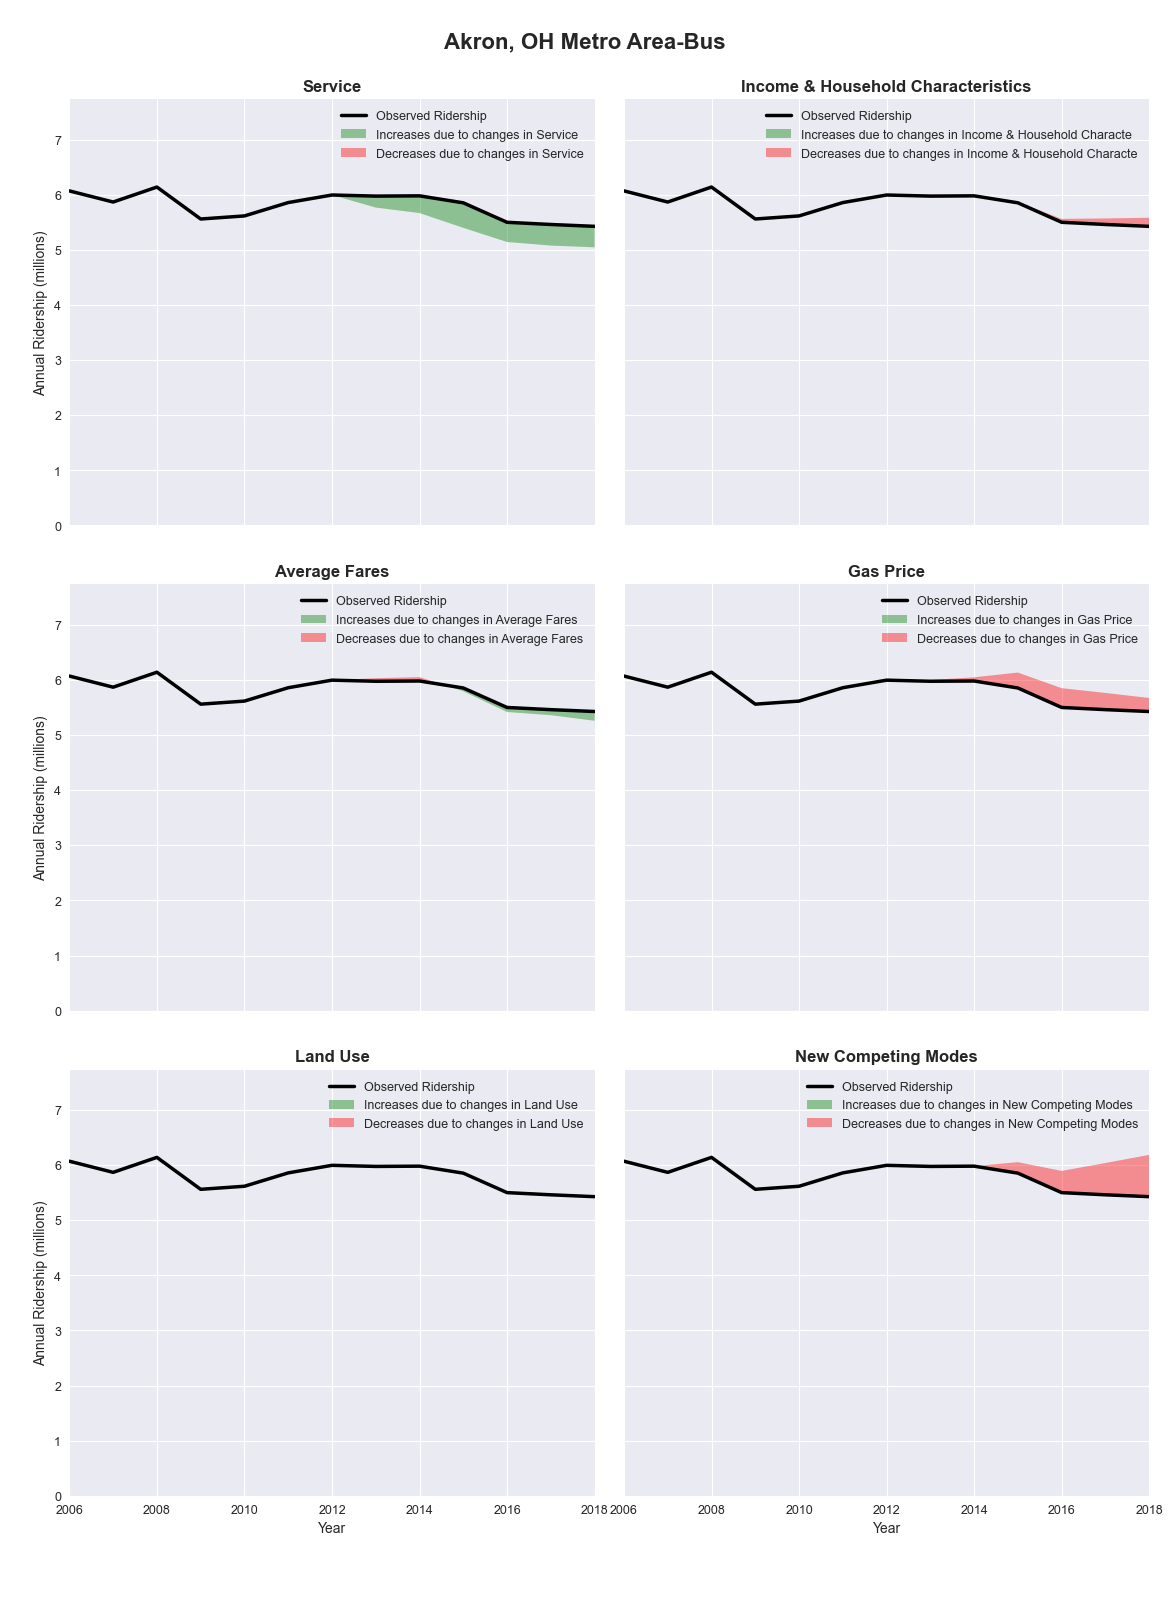 Akron, OH Metro Area-Bus
Service
Observed Ridership
Increases due to changes in Service
Decreases due to changes in Service
7
6
5
4
3
2
1
0
Annual Ridership (millions)
Income & Household Characteristics
Observed Ridership
Increases due to changes in Income & Household Characte
Decreases due to changes in Income & Household Characte
Average Fares
Observed Ridership
Increases due to changes in Average Fares
Decreases due to changes in Average Fares
7
6
5
4
3
2
1
0
Annual Ridership (millions)
Gas Price
Observed Ridership
Increases due to changes in Gas Price
Decreases due to changes in Gas Price
Land Use
Observed Ridership
Increases due to changes in Land Use
Decreases due to changes in Land Use
7
6
5
4
3
2
1
0
Annual Ridership (millions)
2006 2008 2010 2012 2014 2016 2018
Year
New Competing Modes
Observed Ridership
Increases due to changes in New Competing Modes
Decreases due to changes in New Competing Modes
2006 2008 2010 2012 2014 2016 2018
Year